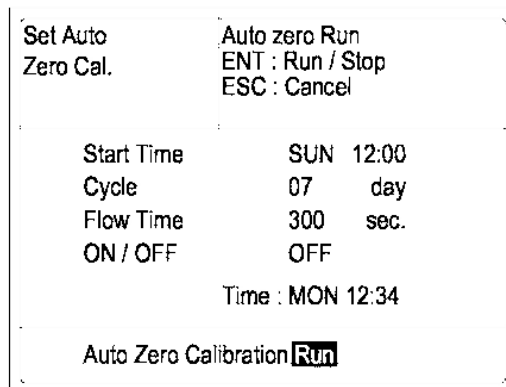 Set Auto
Zero Cal.
Auto zero Run
ENT : Run / Stop
ESC : Cancel
Start Time SUN 12:00
Cycle 07 day
Flow Time 300 sec.
ON / OFF OFF
Time : MON 12:34
Auto Zero Calibration Run